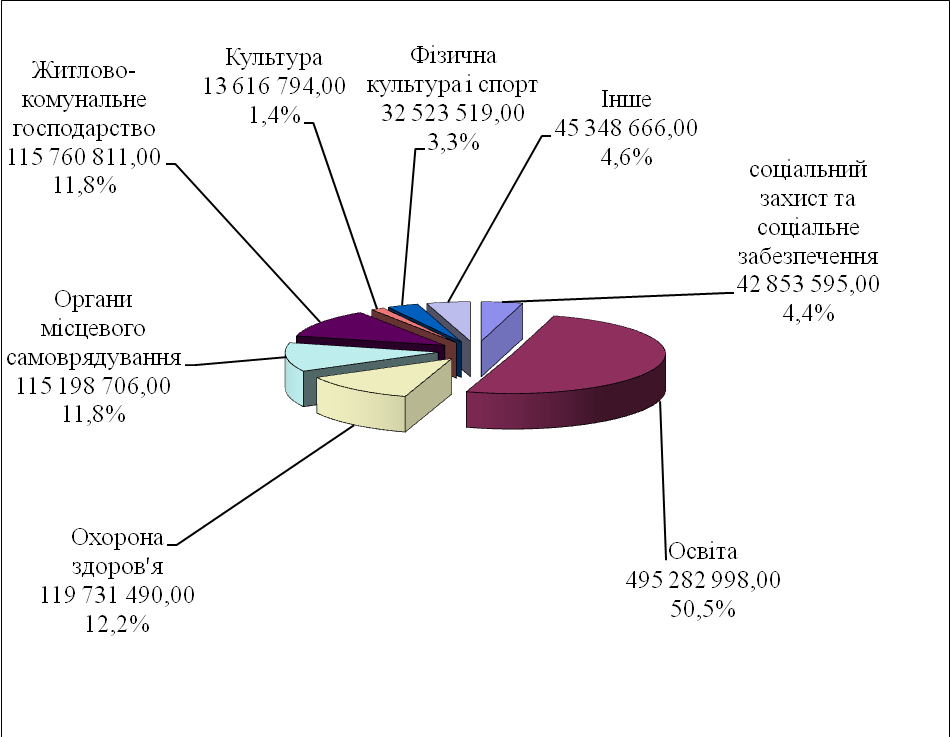 Житлово-
комунальне
господарство
115 760 811,00
11,8%
Культура
13 616 794,00
1,4%
Фізична
культура і спорт
32 523 519,00
3,3%
Інше
45 348 666,00
4,6%
соціальний
захист та
соціальне
забезпечення
42 853 595,00
4,4%
Органи
місцевого
самоврядування
115 198 706,00
11,8%
Охорона
здоров'я
119 731 490,00
12,2%
Освіта
495 282 998,00
50,5%